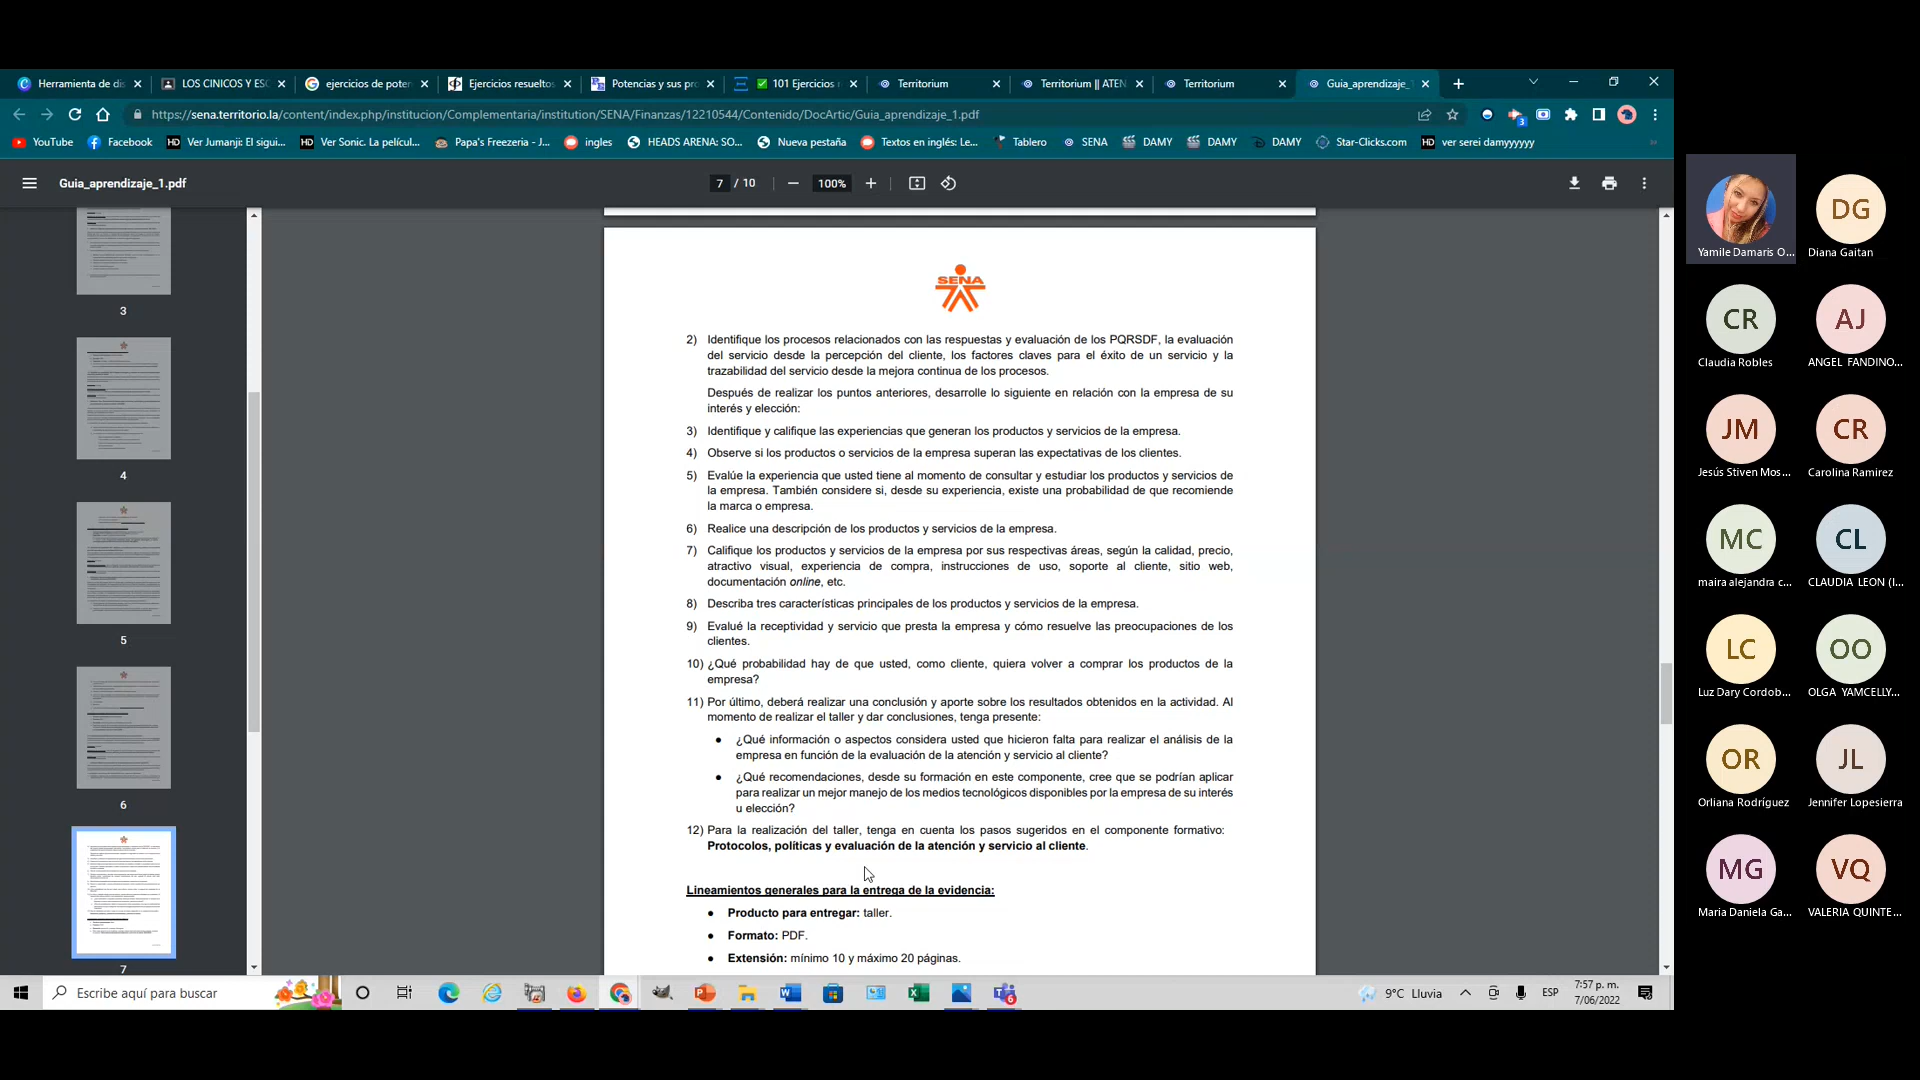 Herramienta de di
LOS CINICOS Y ESC
ejercicios de poten
Ejercicios resueltos
Potencias y sus pro
101 Ejercicios r
Territorium
Territorium || ATEN
Territorium
Guia_aprendizaje_
https://sena.territorio.la/content/index.php/institucion/Complementaria/institution/SENA/Finanzas/12210544/Contenido/DocArtic/Guia_aprendizaje_1.pdf
YouTube
Facebook
HD Ver Jumanji: El sigui...
HD Ver Sonic. La películ...
Papa's Freezeria - J...
ingles
HEADS ARENA: SO...
Nueva pestaña
Textos en inglés: Le...
Tablero
SENA
DAMY
DAMY
DAMY
Star-Clicks.com
HD ver serei damyyyyyy
Guia_aprendizaje_1.pdf
7 / 10
100%
3
4
5
6
7
SENA
2) Identifique los procesos relacionados con las respuestas y evaluación de los PQRSDF, la evaluación
del servicio desde la percepción del cliente, los factores claves para el éxito de un servicio y la
trazabilidad del servicio desde la mejora continua de los procesos.
Después de realizar los puntos anteriores, desarrolle lo siguiente en relación con la empresa de su
interés y elección:
3) Identifique y califique las experiencias que generan los productos y servicios de la empresa.
4) Observe si los productos o servicios de la empresa superan las expectativas de los clientes.
5) Evalúe la experiencia que usted tiene al momento de consultar y estudiar los productos y servicios de
la empresa. También considere si, desde su experiencia, existe una probabilidad de que recomiende
la marca o empresa.
6) Realice una descripción de los productos y servicios de la empresa.
7) Califique los productos y servicios de la empresa por sus respectivas áreas, según la calidad, precio,
atractivo visual, experiencia de compra, instrucciones de uso, soporte al cliente, sitio web,
documentación online, etc.
8) Describa tres características principales de los productos y servicios de la empresa.
9) Evalué la receptividad y servicio que presta la empresa y cómo resuelve las preocupaciones de los
clientes.
10) ¿Qué probabilidad hay de que usted, como cliente, quiera volver a comprar los productos de la
empresa?
11) Por último, deberá realizar una conclusión y aporte sobre los resultados obtenidos en la actividad. Al
momento de realizar el taller y dar conclusiones, tenga presente:
● ¿Qué información o aspectos considera usted que hicieron falta para realizar el análisis de la
empresa en función de la evaluación de la atención y servicio al cliente?
● ¿Qué recomendaciones, desde su formación en este componente, cree que se podrían aplicar
para realizar un mejor manejo de los medios tecnológicos disponibles por la empresa de su interés
u elección?
12) Para la realización del taller, tenga en cuenta los pasos sugeridos en el componente formativo:
Protocolos, políticas y evaluación de la atención y servicio al cliente.
Lineamientos generales para la entrega de la evidencia:
● Producto para entregar: taller.
● Formato: PDF.
● Extensión: mínimo 10 y máximo 20 páginas.
Escribe aquí para buscar
9°C Lluvia
ESP
7:57 p. m.
7/06/2022
Yamile Damaris O...
DG
Diana Gaitan
CR
Claudia Robles
AJ
ANGEL FANDINO...
JM
Jesús Stiven Mos...
CR
Carolina Ramirez
MC
maira alejandra c...
CL
CLAUDIA LEON (I...
LC
Luz Dary Cordob...
OO
OLGA YAMCELLY...
OR
Orliana Rodríguez
JL
Jennifer Lopesierra
MG
Maria Daniela Ga...
VQ
VALERIA QUINTE...